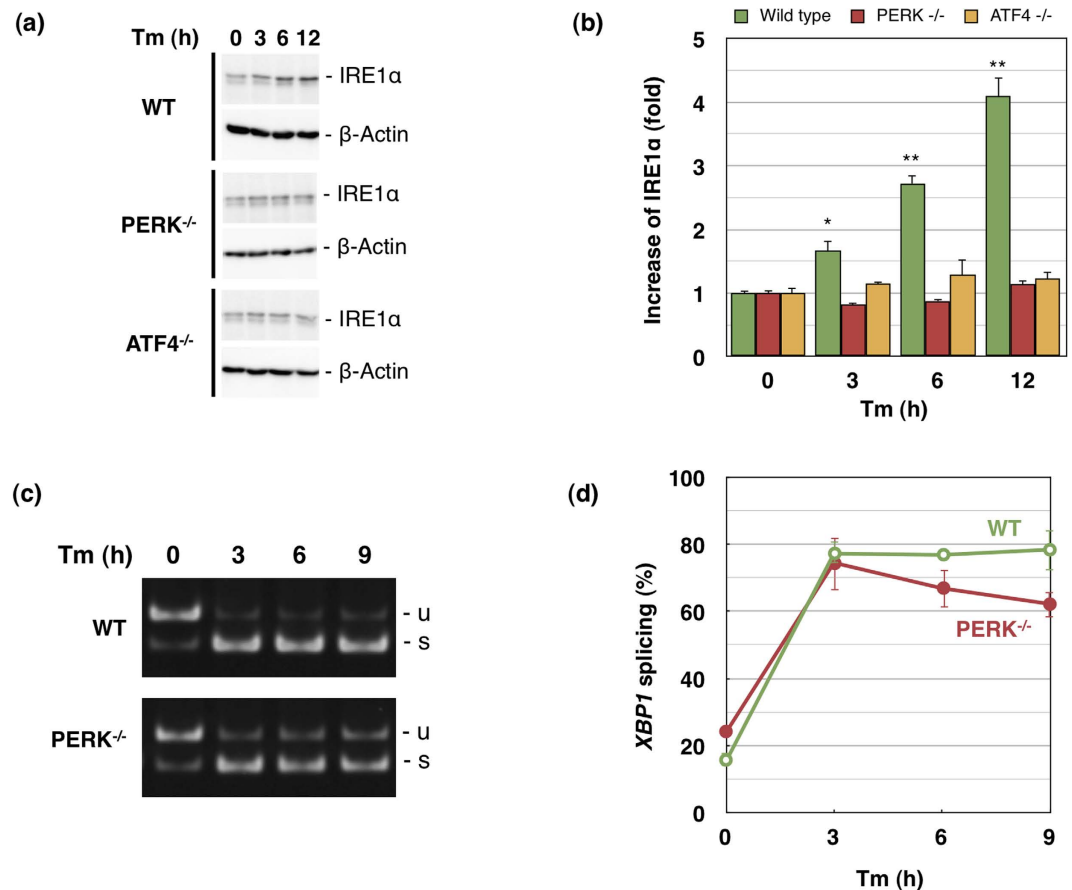 (a)
Tm (h) 0 3 6 12
WT
- IRE1α
- β-Actin
PERK-/-
- IRE1α
- β-Actin
ATF4-/-
- IRE1α
- β-Actin
(b)
Wild type PERK -/- ATF4 -/-
Increase of IRE1α (fold)
5
4
3
2
1
0
* ** **
0 3 6 12
Tm (h)
(c)
Tm (h) 0 3 6 9
WT
- u
- s
PERK-/-
- u
- s
(d)
XBP1 splicing (%)
100
80
60
40
20
0
WT
PERK-/-
0 3 6 9
Tm (h)